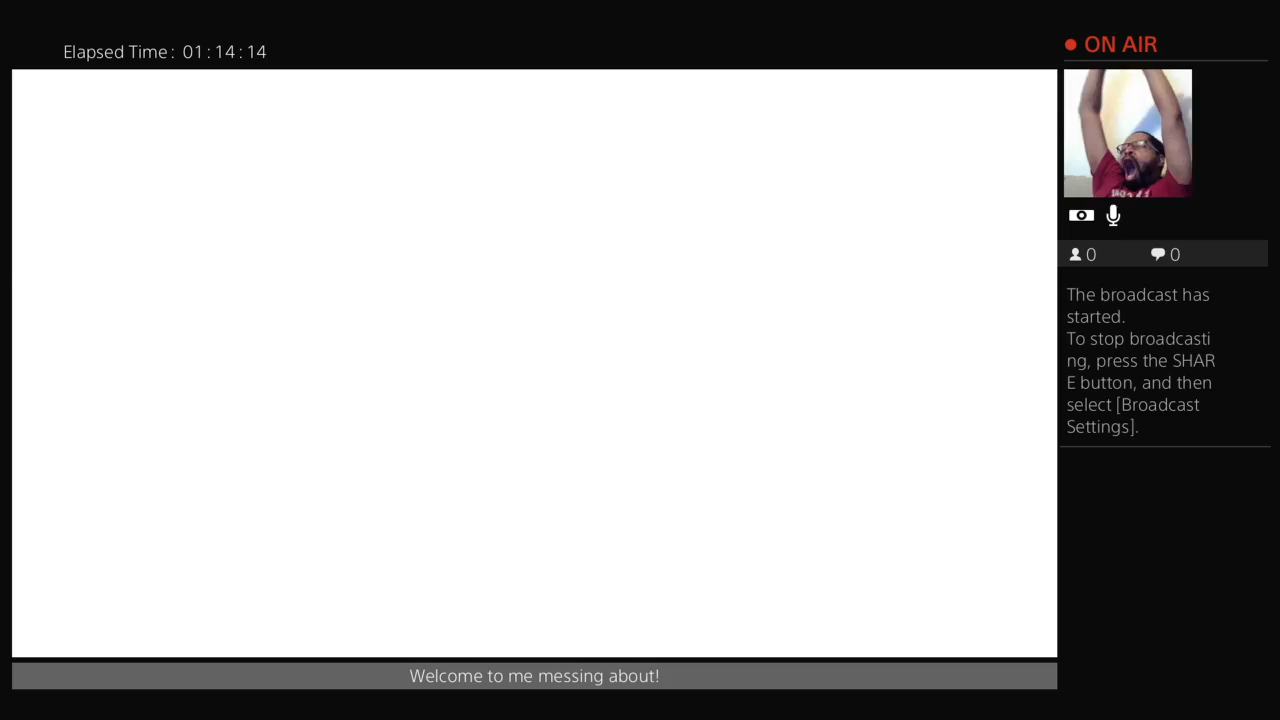 Elapsed Time: 01:14:14
ON AIR
0
0
The broadcast has
started.
To stop broadcasti
ng, press the SHAR
E button, and then
select [Broadcast
Settings].
Welcome to me messing about!